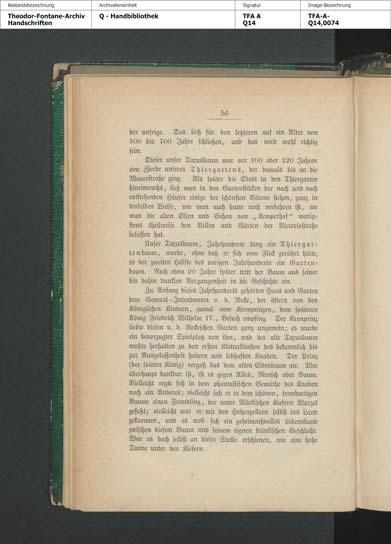 Bestandsbezeichnung
Archivalieneinheit
Signatur
Image-Bezeichnung
Theodor-Fontane-Archiv
Handschriften
Q - Handbibliothek
TFA A
Q14
TFA-A-
Q14,0074
56
der unsrige. Das ließ für den letzteren auf ein Alter von
500 bis 700 Jahre schließen, und das wird wohl richtig
sein.
Dieser unser Taxusbaum war vor 100 oder 120 Jahren
eine Zierde unseres Thiergartens, der damals bis an die
Mauerstraße ging. Als später die Stadt in den Thiergarten
hineinwuchs, ließ man in den Gartenstücken der nach und nach
entstehenden Häuser einige der schönsten Bäume stehen, ganz in
derselben Weise, wie man auch heute noch verfahren ist, wo
man die alten Elsen und Eichen von „Kemperhof“ wenig-
stens theilweise den Villen und Gärten der Victoriastraße
belassen hat.
Unser Taxusbaum, Jahrhunderte lang ein Thiergar-
tenbaum, wurde, ohne daß er sich vom Fleck gerührt hätte,
in der zweiten Hälfte des vorigen Jahrhunderts ein Garten-
baum. Noch etwa 20 Jahre später tritt der Baum aus seiner
bis dahin dunklen Vergangenheit in die Geschichte ein.
Zu Anfang dieses Jahrhunderts gehörten Haus und Garten
dem General-Intendanten v. d. Recke, der öfters von den
Königlichen Kindern, zumal vom Kronprinzen, dem späteren
König Friedrich Wilhelm IV., Besuch empfing. Der Kronprinz
liebte diesen v. d. Reckeschen Garten ganz ungemein; es wurde
ein bevorzugter Spielplatz von ihm, und der alte Taxusbaum
mußte herhalten zu den ersten Kletterkünsten des bekanntlich bis
zur Ausgelassenheit heitern und lebhaften Knaben. Der Prinz
(der spätere König) vergaß das dem alten Eibenbaum nie. Wer
überhaupt dankbar ist, ist es gegen Alles, Mensch oder Baum.
Vielleicht regte sich in dem phantastischen Gemüthe des Knaben
noch ein Anderes; vielleicht sah er in dem schönen, fremdartigen
Baume einen Fremdling, der unter Märkischen Kiefern Wurzel
gefaßt; vielleicht war er mit den Hohenzollern selbst ins Land
gekommen, und es wob sich ein geheimnißvolles Lebensband
zwischen diesem Baum und seinem eignen fränkischen Geschlecht.
War es doch selbst an dieser Stelle erschienen, wie eine hohe
Tanne unter den Kiefern.